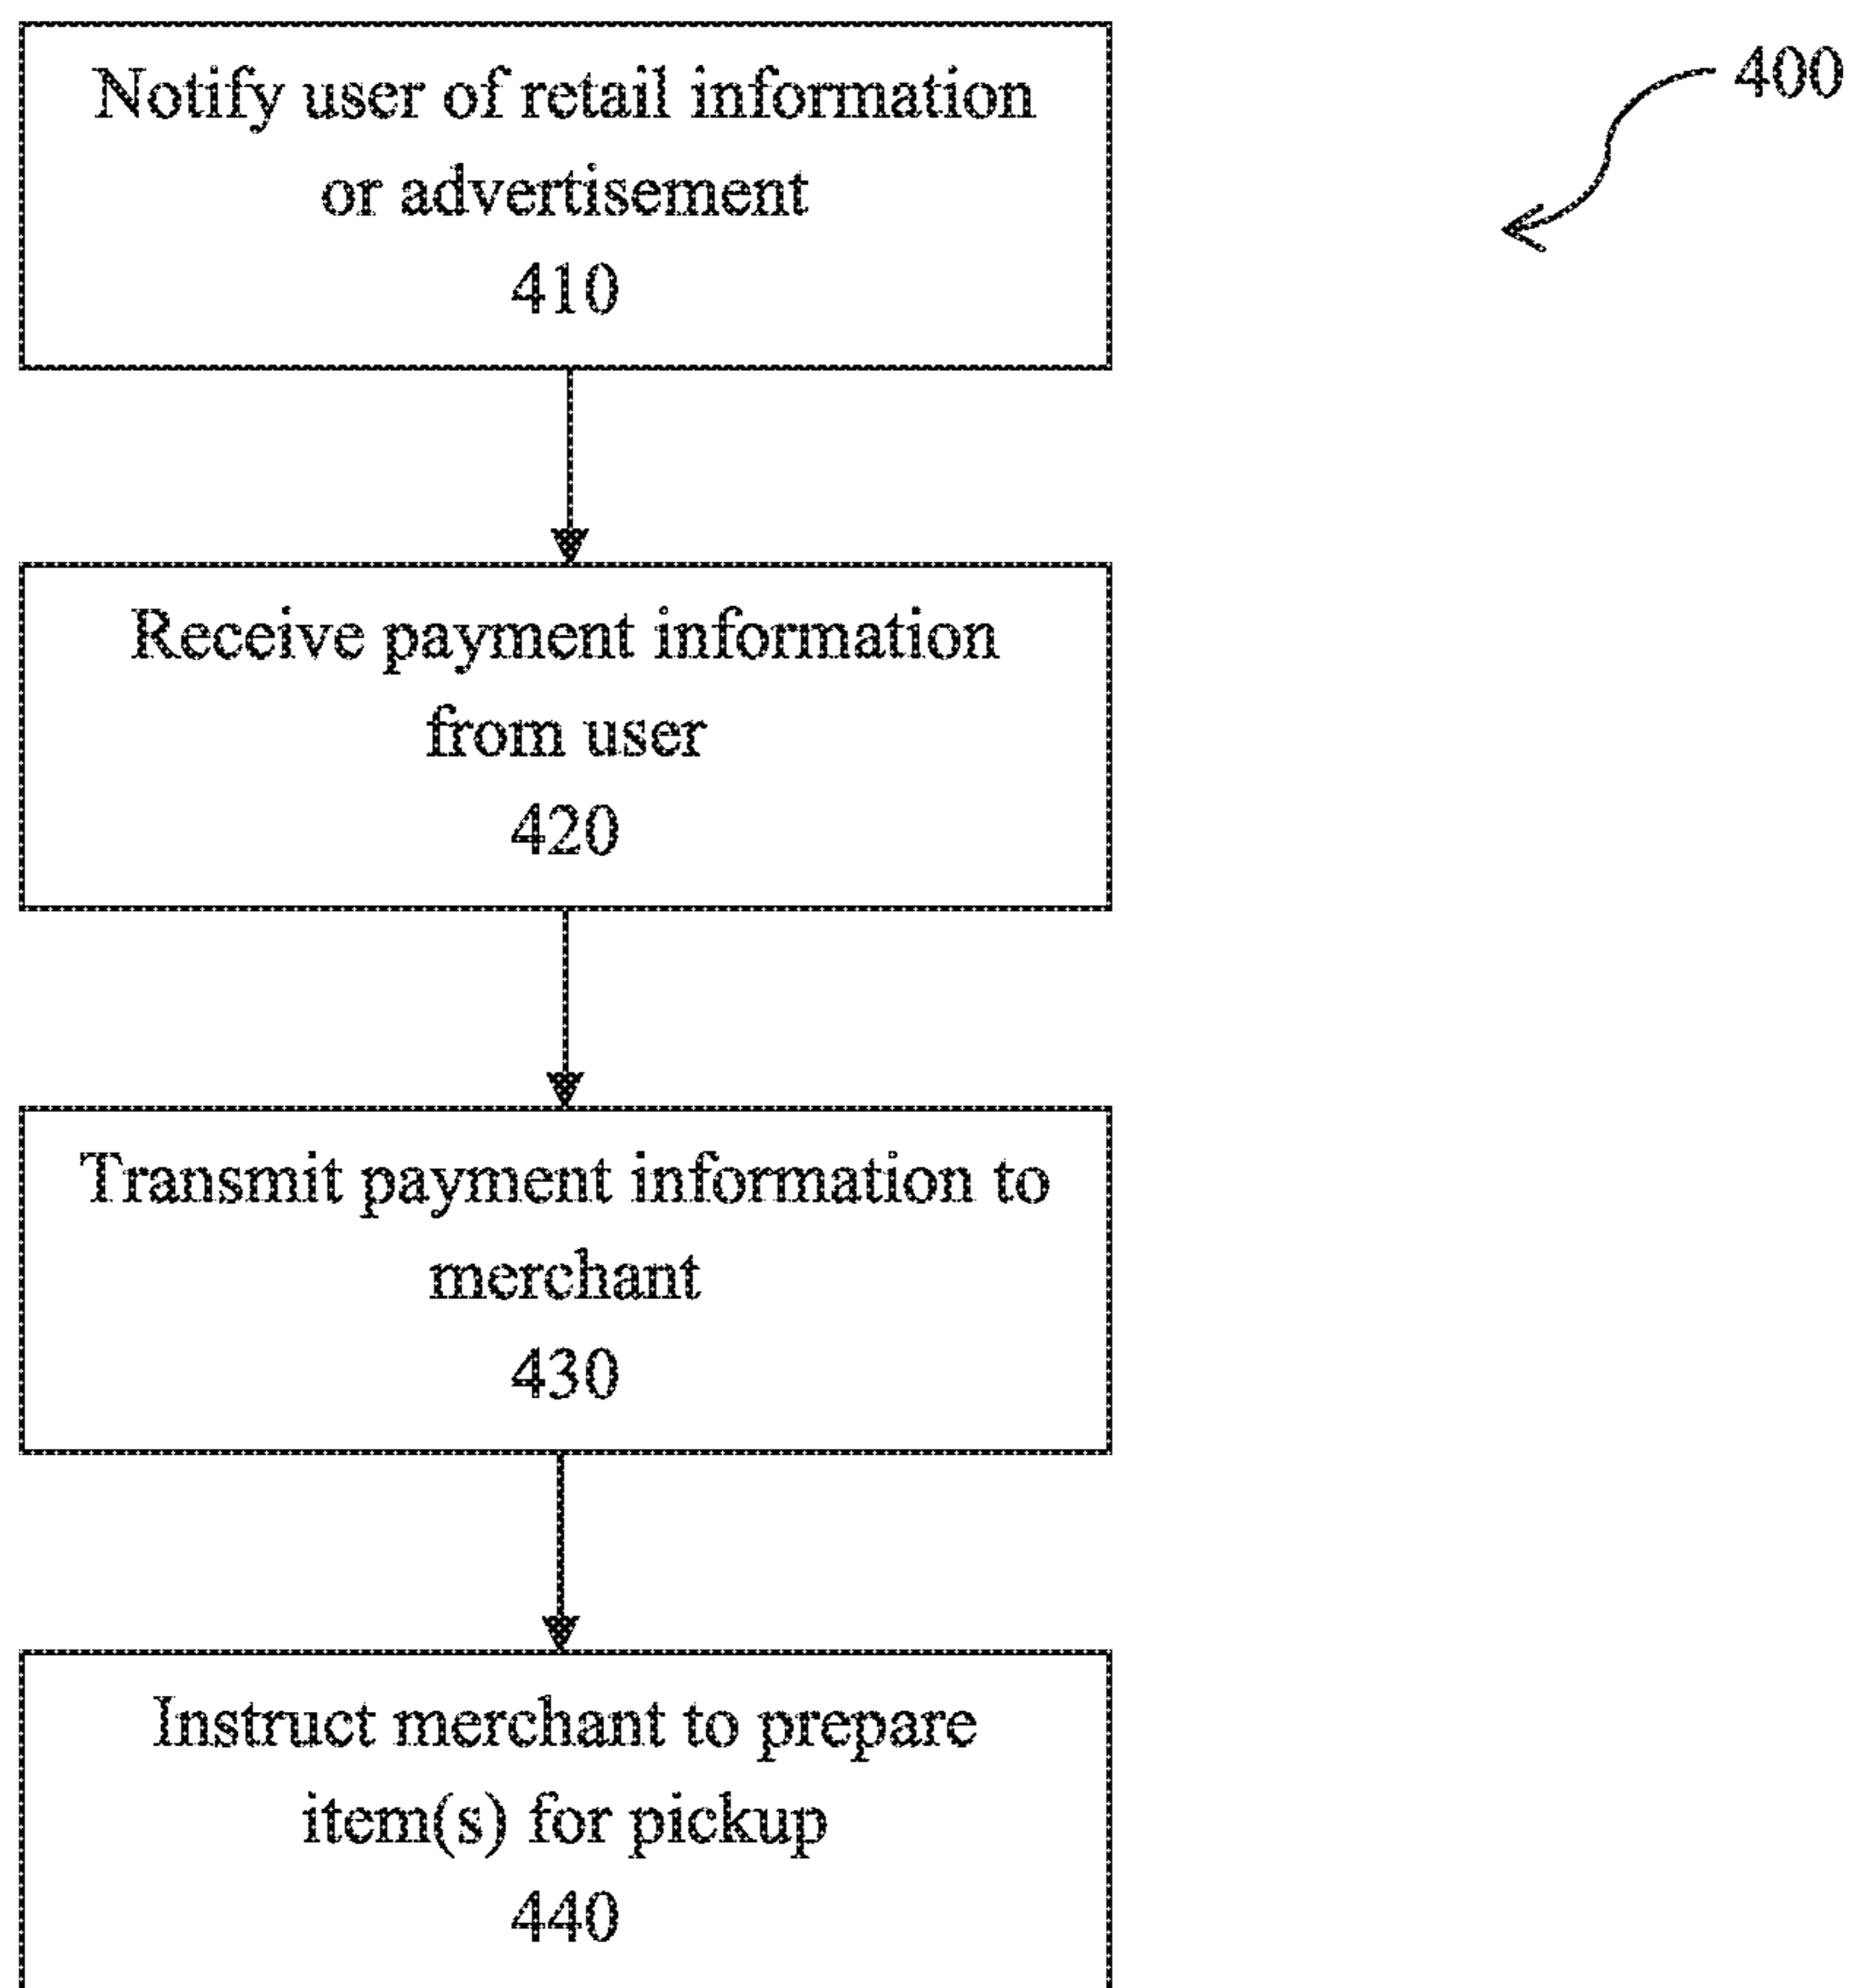 Notify user of retail information
or advertisement
410
400
Receive payment information
from user
420
Transmit payment information to
merchant
430
Instruct merchant to prepare
item(s) for pickup
440